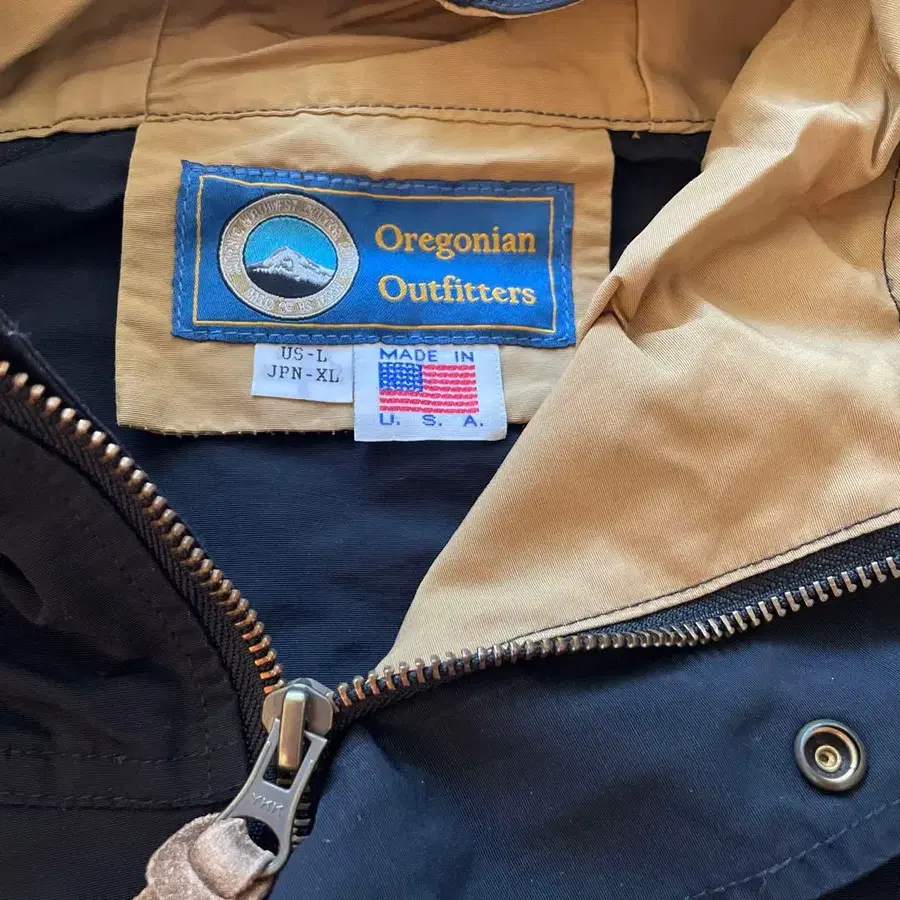 Oregonian
Outfitters
US-L
JPN-XL
MADE IN
U. S. A.
YKK